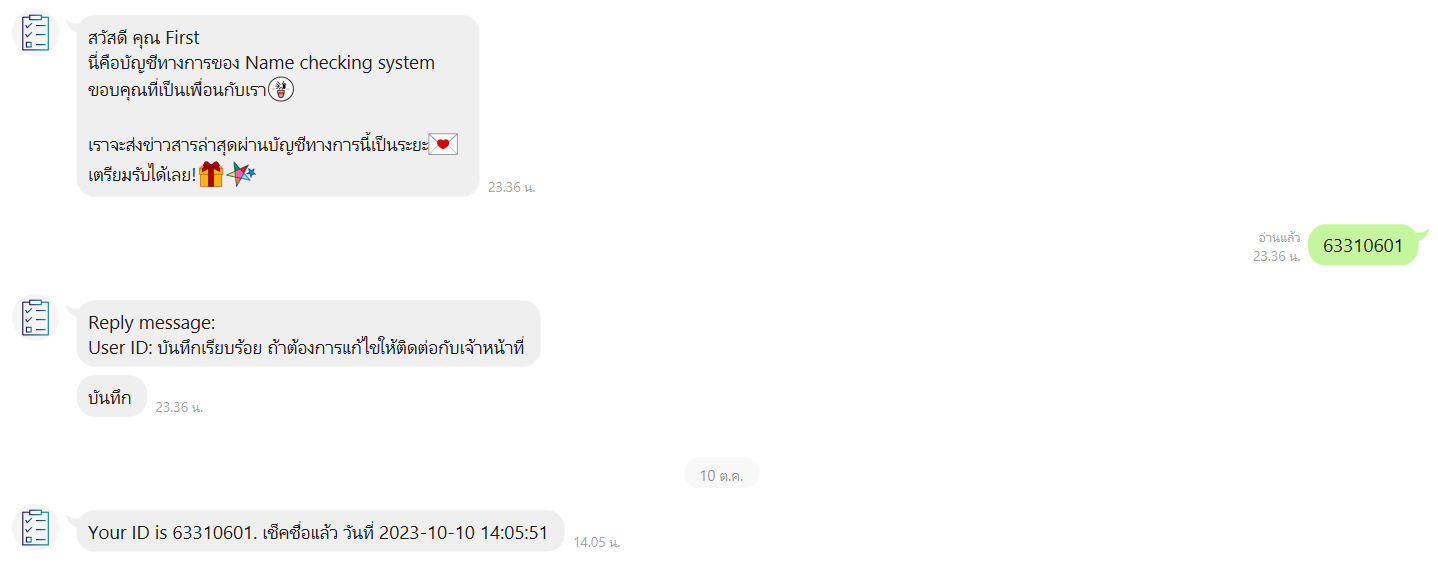 สวัสดี คุณ First
นี่คือบัญชีทางการของ Name checking system
ขอบคุณที่เป็นเพื่อนกับเรา
เราจะส่งข่าวสารล่าสุดผ่านบัญชีทางการนี้เป็นระยะ
เตรียมรับได้เลย!
23.36 น.
อ่านแล้ว
23.36 น.
63310601
Reply message:
User ID: บันทึกเรียบร้อย ถ้าต้องการแก้ไขให้ติดต่อกับเจ้าหน้าที่
บันทึก
23.36 น.
10 ต.ค.
Your ID is 63310601. เช็คชื่อแล้ว วันที่ 2023-10-10 14:05:51
14.05 น.